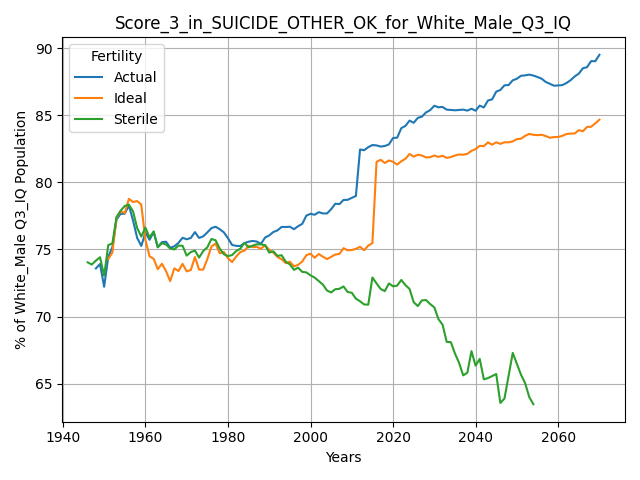 Score_3_in_SUICIDE_OTHER_OK_for_White_Male_Q3_IQ
% of White_Male Q3_IQ Population
90
85
80
75
70
65
Fertility
Actual
Ideal
Sterile
1940 1960 1980 2000 2020 2040 2060
Years